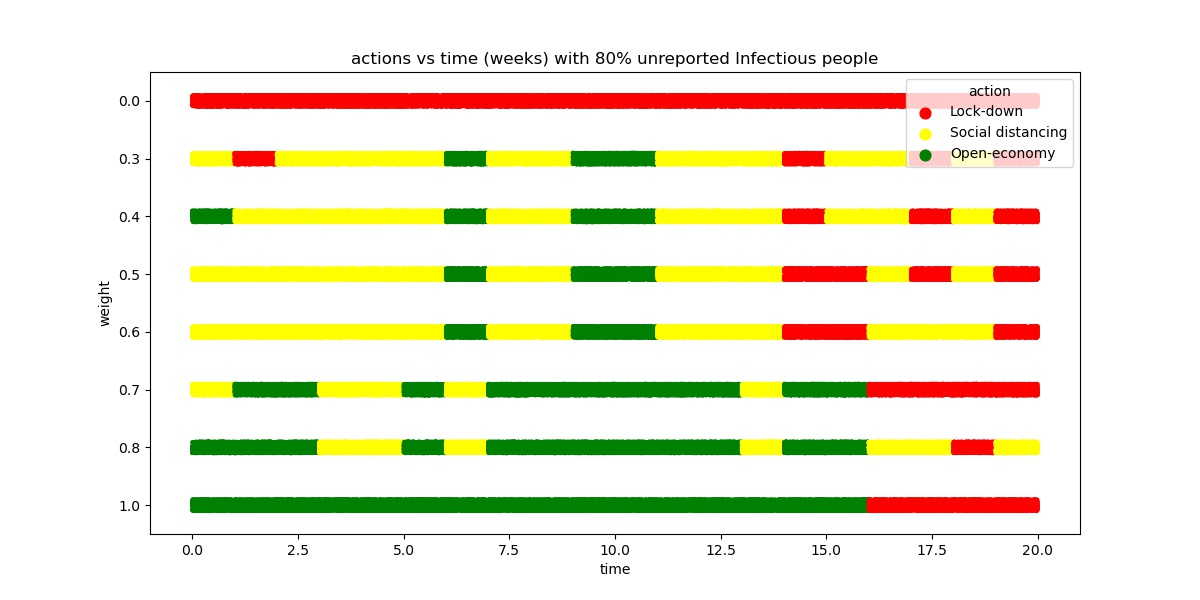 actions vs time (weeks) with 80% unreported Infectious people
action
Lock-down
Social distancing
Open-economy
weight
0.0
0.3
0.4
0.5
0.6
0.7
0.8
1.0
0.0 2.5 5.0 7.5 10.0 12.5 15.0 17.5 20.0
time